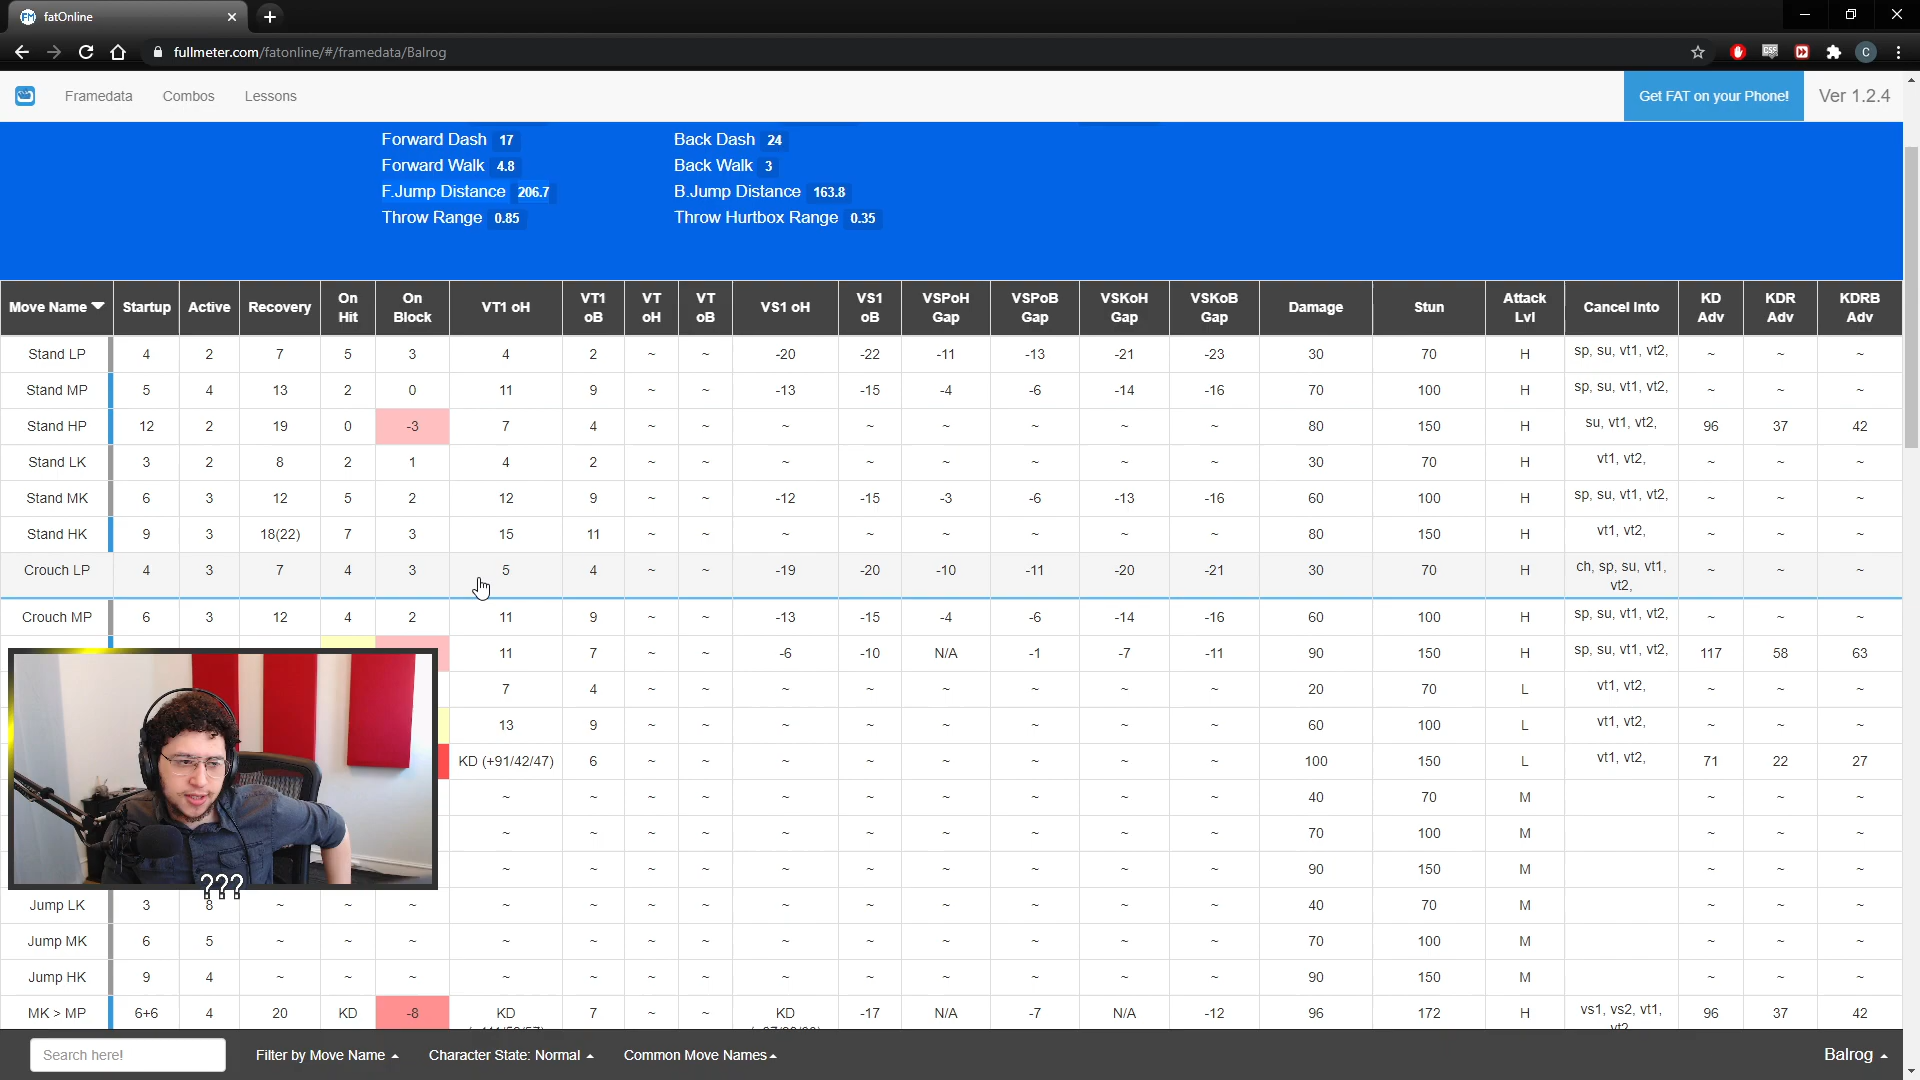 fatOnline
fullmeter.com/fatonline/#/framedata/Balrog
Framedata Combos Lessons Get FAT on your Phone! Ver 1.2.4
Forward Dash 17 Back Dash 24
Forward Walk 4.8 Back Walk 3
F.Jump Distance 206.7 B.Jump Distance 163.8
Throw Range 0.85 Throw Hurtbox Range 0.35
Move Name Startup Active Recovery On Hit On Block VT1 oH VT1 oB VT oH VT oB VS1 oH VS1 oB VSPoH Gap VSPoB Gap VSKoH Gap VSKoB Gap Damage Stun Attack Lvl Cancel Into KD Adv KDR Adv KDRB Adv
Stand LP 4 2 7 5 3 4 2 ~ ~ -20 -22 -11 -13 -21 -23 30 70 H sp, su, vt1, vt2, ~ ~ ~
Stand MP 5 4 13 2 0 11 9 ~ ~ -13 -15 -4 -6 -14 -16 70 100 H sp, su, vt1, vt2, ~ ~ ~
Stand HP 12 2 19 0 -3 7 4 ~ ~ ~ ~ ~ ~ ~ ~ 80 150 H su, vt1, vt2, 96 37 42
Stand LK 3 2 8 2 1 4 2 ~ ~ ~ ~ ~ ~ ~ ~ 30 70 H vt1, vt2, ~ ~ ~
Stand MK 6 3 12 5 2 12 9 ~ ~ -12 -15 -3 -6 -13 -16 60 100 H sp, su, vt1, vt2, ~ ~ ~
Stand HK 9 3 18(22) 7 3 15 11 ~ ~ ~ ~ ~ ~ ~ ~ 80 150 H vt1, vt2, ~ ~ ~
Crouch LP 4 3 7 4 3 5 4 ~ ~ -19 -20 -10 -11 -20 -21 30 70 H ch, sp, su, vt1, vt2, ~ ~ ~
Crouch MP 6 3 12 4 2 11 9 ~ ~ -13 -15 -4 -6 -14 -16 60 100 H sp, su, vt1, vt2, ~ ~ ~
11 7 ~ ~ -6 -10 N/A -1 -7 -11 90 150 H sp, su, vt1, vt2, 117 58 63
7 4 ~ ~ ~ ~ ~ ~ ~ ~ 20 70 L vt1, vt2, ~ ~ ~
13 9 ~ ~ ~ ~ ~ ~ ~ ~ 60 100 L vt1, vt2, ~ ~ ~
KD (+91/42/47) 6 ~ ~ ~ ~ ~ ~ ~ ~ 100 150 L vt1, vt2, 71 22 27
~ ~ ~ ~ ~ ~ ~ ~ ~ ~ 40 70 M ~ ~ ~
~ ~ ~ ~ ~ ~ ~ ~ ~ ~ 70 100 M ~ ~ ~
~ ~ ~ ~ ~ ~ ~ ~ ~ ~ 90 150 M ~ ~ ~
???
Jump LK 3 8 ~ ~ ~ ~ ~ ~ ~ ~ ~ ~ ~ ~ ~ 40 70 M ~ ~ ~
Jump MK 6 5 ~ ~ ~ ~ ~ ~ ~ ~ ~ ~ ~ ~ ~ 70 100 M ~ ~ ~
Jump HK 9 4 ~ ~ ~ ~ ~ ~ ~ ~ ~ ~ ~ ~ ~ 90 150 M ~ ~ ~
MK > MP 6+6 4 20 KD -8 KD 7 ~ ~ KD -17 N/A -7 N/A -12 96 172 H vs1, vs2, vt1, 96 37 42
Search here! Filter by Move Name Character State: Normal Common Move Names Balrog